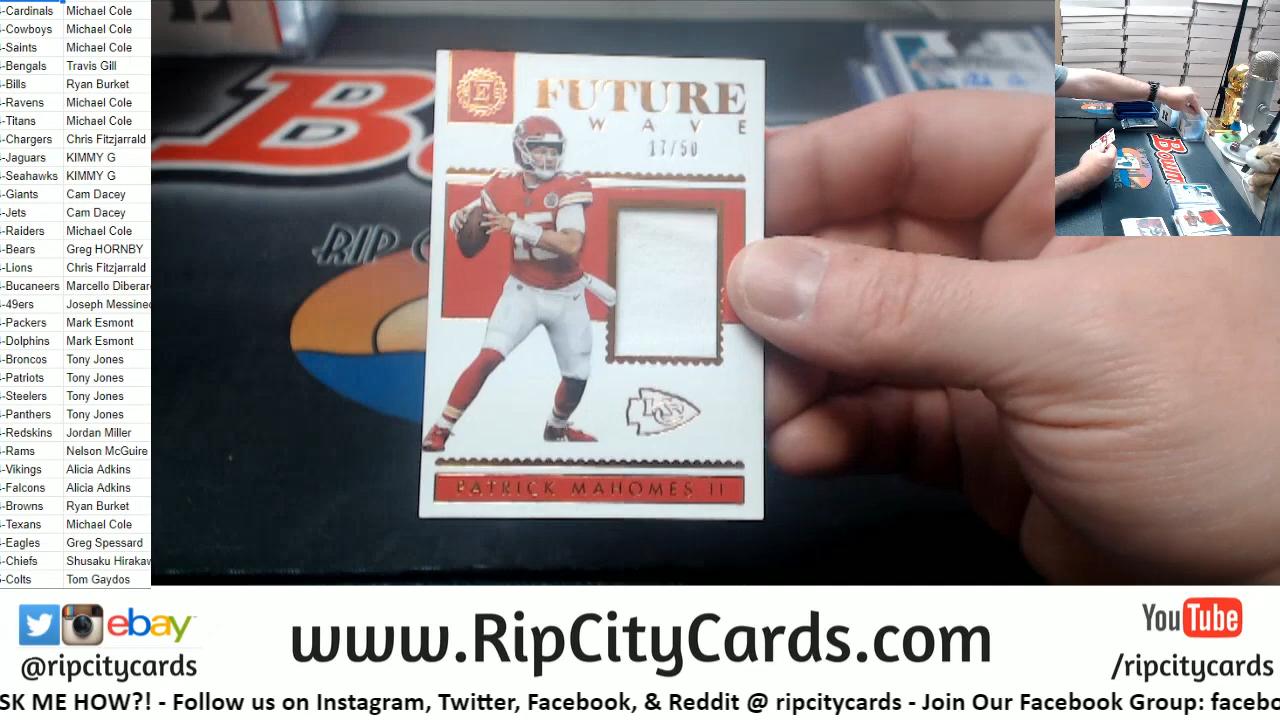 -Cardinals Michael Cole
-Cowboys Michael Cole
-Saints Michael Cole
-Bengals Travis Gill
-Bills Ryan Burket
-Ravens Michael Cole
-Titans Michael Cole
-Chargers Chris Fitzjarrald
-Jaguars KIMMY G
-Seahawks KIMMY G
-Giants Cam Dacey
-Jets Cam Dacey
-Raiders Michael Cole
-Bears Greg HORNBY
-Lions Chris Fitzjarrald
-Bucaneers Marcello Diberar
-49ers Joseph Messinec
-Packers Mark Esmont
-Dolphins Mark Esmont
-Broncos Tony Jones
-Patriots Tony Jones
-Steelers Tony Jones
-Panthers Tony Jones
-Redskins Jordan Miller
-Rams Nelson McGuire
-Vikings Alicia Adkins
-Falcons Alicia Adkins
-Browns Ryan Burket
-Texans Michael Cole
-Eagles Greg Spessard
-Chiefs Shusaku Hirakaw
-Colts Tom Gaydos
E
FUTURE
WAVE
17/50
15
KC
PATRICK MAHOMES II
B
RIP C
Bowm
ebay
@ripcitycards
www.RipCityCards.com
YouTube
/ripcitycards
SK ME HOW?! - Follow us on Instagram, Twitter, Facebook, & Reddit @ ripcitycards - Join Our Facebook Group: facebo